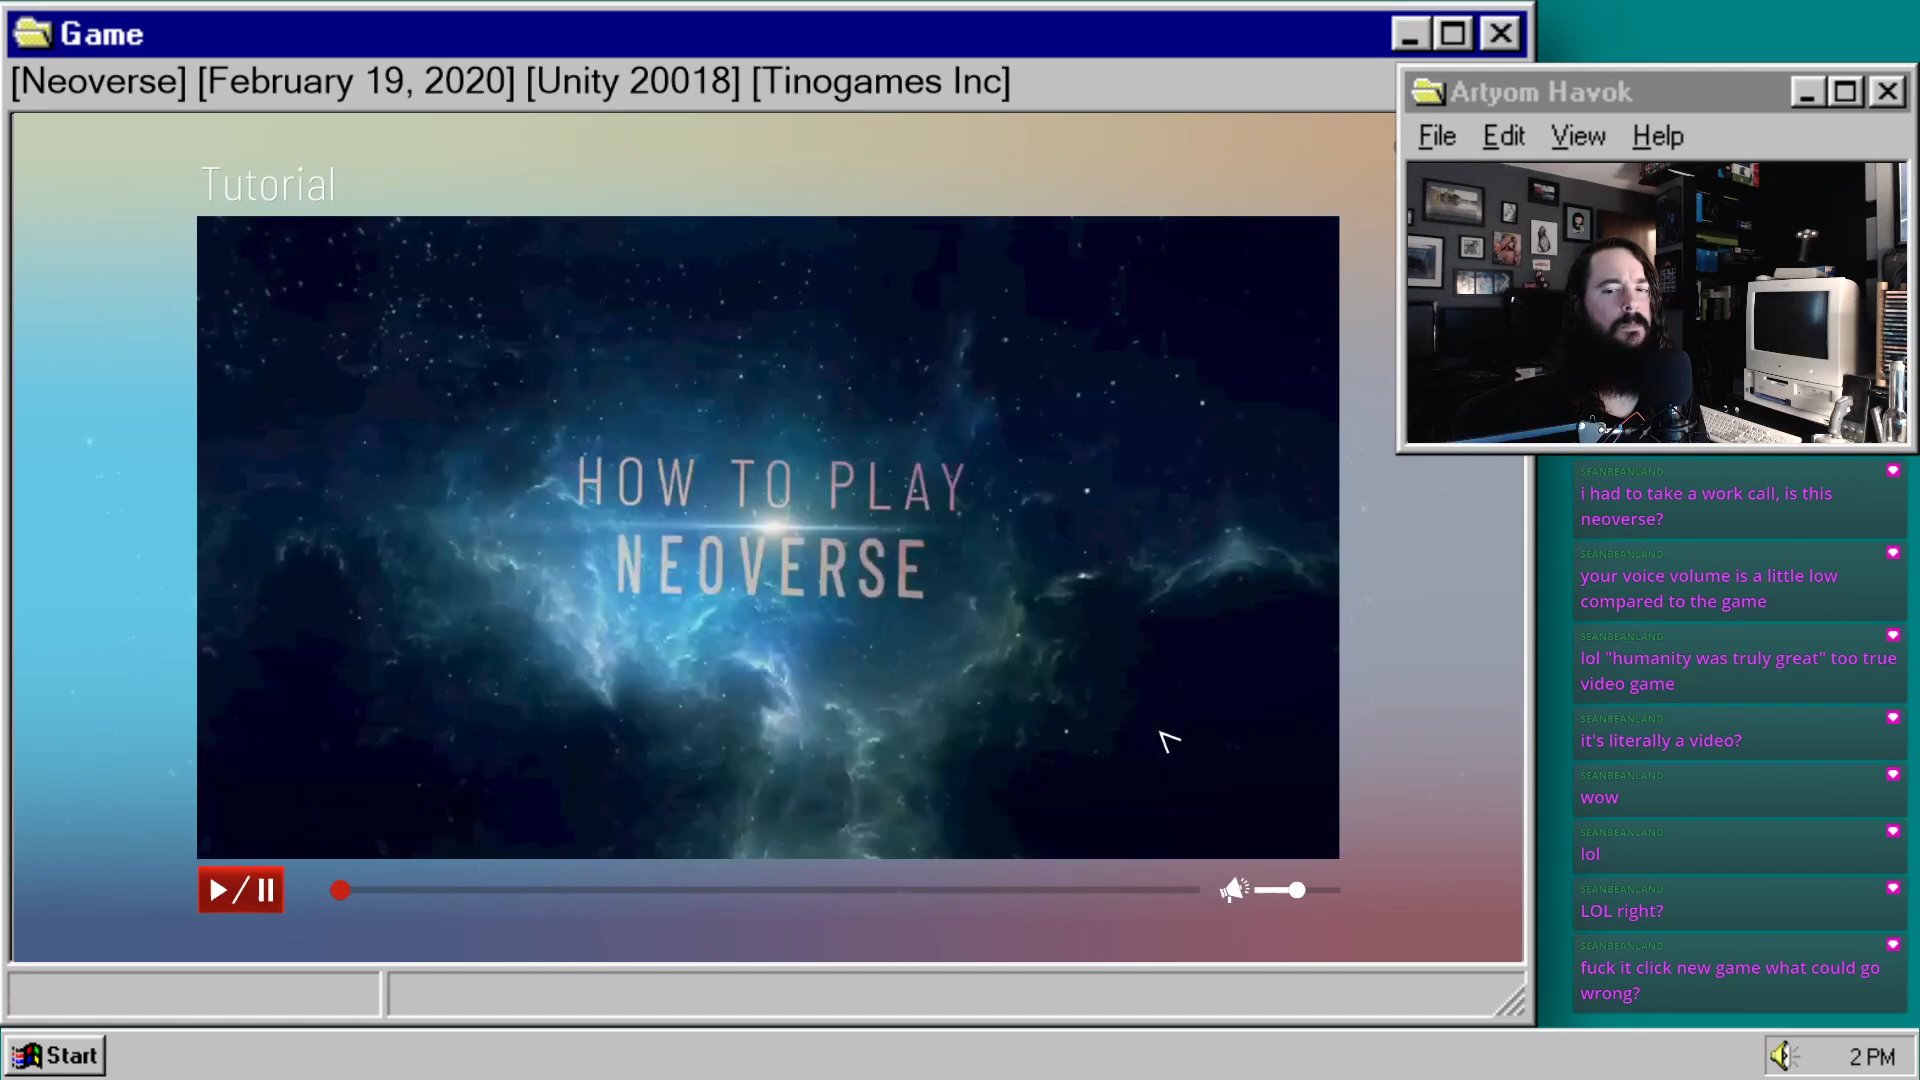 Game
[Neoverse] [February 19, 2020] [Unity 20018] [Tinogames Inc]
Artyom Havok
File Edit View Help
Tutorial
HOW TO PLAY
NEOVERSE
SEANBEANLAND
i had to take a work call, is this
neoverse?
SEANBEANLAND
your voice volume is a little low
compared to the game
SEANBEANLAND
lol "humanity was truly great" too true
video game
SEANBEANLAND
it's literally a video?
SEANBEANLAND
wow
SEANBEANLAND
lol
SEANBEANLAND
LOL right?
SEANBEANLAND
fuck it click new game what could go
wrong?
Start
2 PM